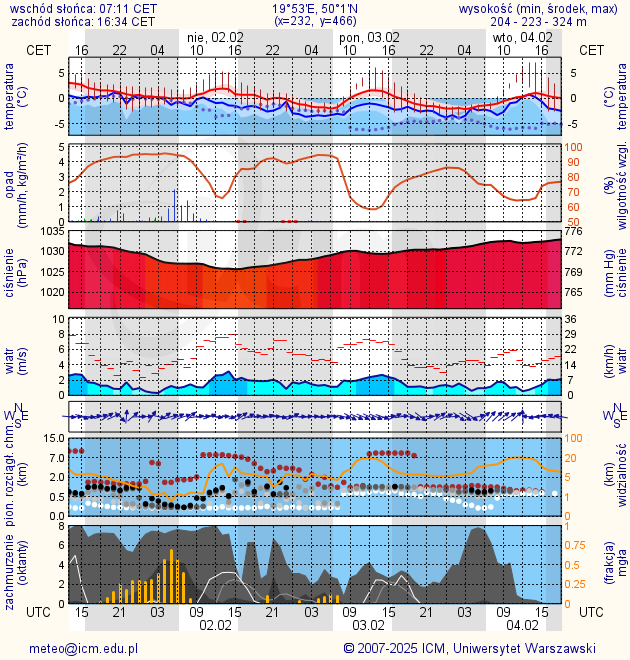 wschód słońca: 07:11 CET 19°53'E, 50°1'N wysokość (min, środek, max)
zachód słońca: 16:34 CET (x=232, y=466) 204 - 223 - 324 m
nie, 02.02 pon, 03.02 wto, 04.02
CET 16 22 04 10 16 22 04 10 16 22 04 10 16 CET
temperatura (°C) 5 0 -5 5 0 -5 temperatura (°C)
opad (mm/h, kg/m²/h) 5 4 3 2 1 0 100 90 80 70 60 50 (%) wilgotność wzgl.
ciśnienie (hPa) 1035 1030 1025 1020 776 772 769 765 (mm Hg) ciśnienie
wiatr (m/s) 10 8 6 4 2 0 36 29 22 14 7 0 (km/h) wiatr
N W E S N W E S
pion. rozciągł. chm. (km) 15.0 7.0 2.0 0.5 0.0 100 20 5 1 0 (km) widzialność
zachmurzenie (oktanty) 8 6 4 2 0 1 0.75 0.5 0.25 0 (frakcja) mgła
UTC 15 21 03 09 15 21 03 09 15 21 03 09 15 UTC
02.02 03.02 04.02
meteo@icm.edu.pl © 2007-2025 ICM, Uniwersytet Warszawski